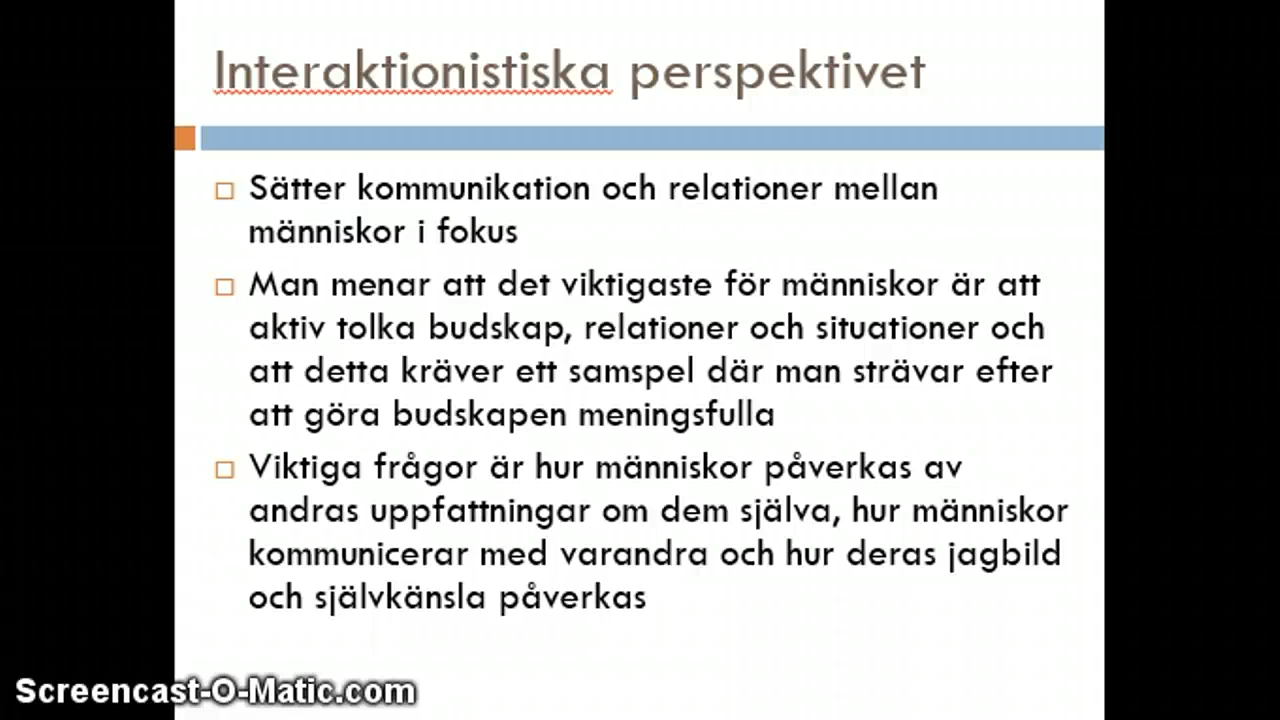 Interaktionistiska perspektivet
Sätter kommunikation och relationer mellan
människor i fokus
Man menar att det viktigaste för människor är att
aktiv tolka budskap, relationer och situationer och
att detta kräver ett samspel där man strävar efter
att göra budskapen meningsfulla
Viktiga frågor är hur människor påverkas av
andras uppfattningar om dem själva, hur människor
kommunicerar med varandra och hur deras jagbild
och självkänsla påverkas
Screencast-O-Matic.com